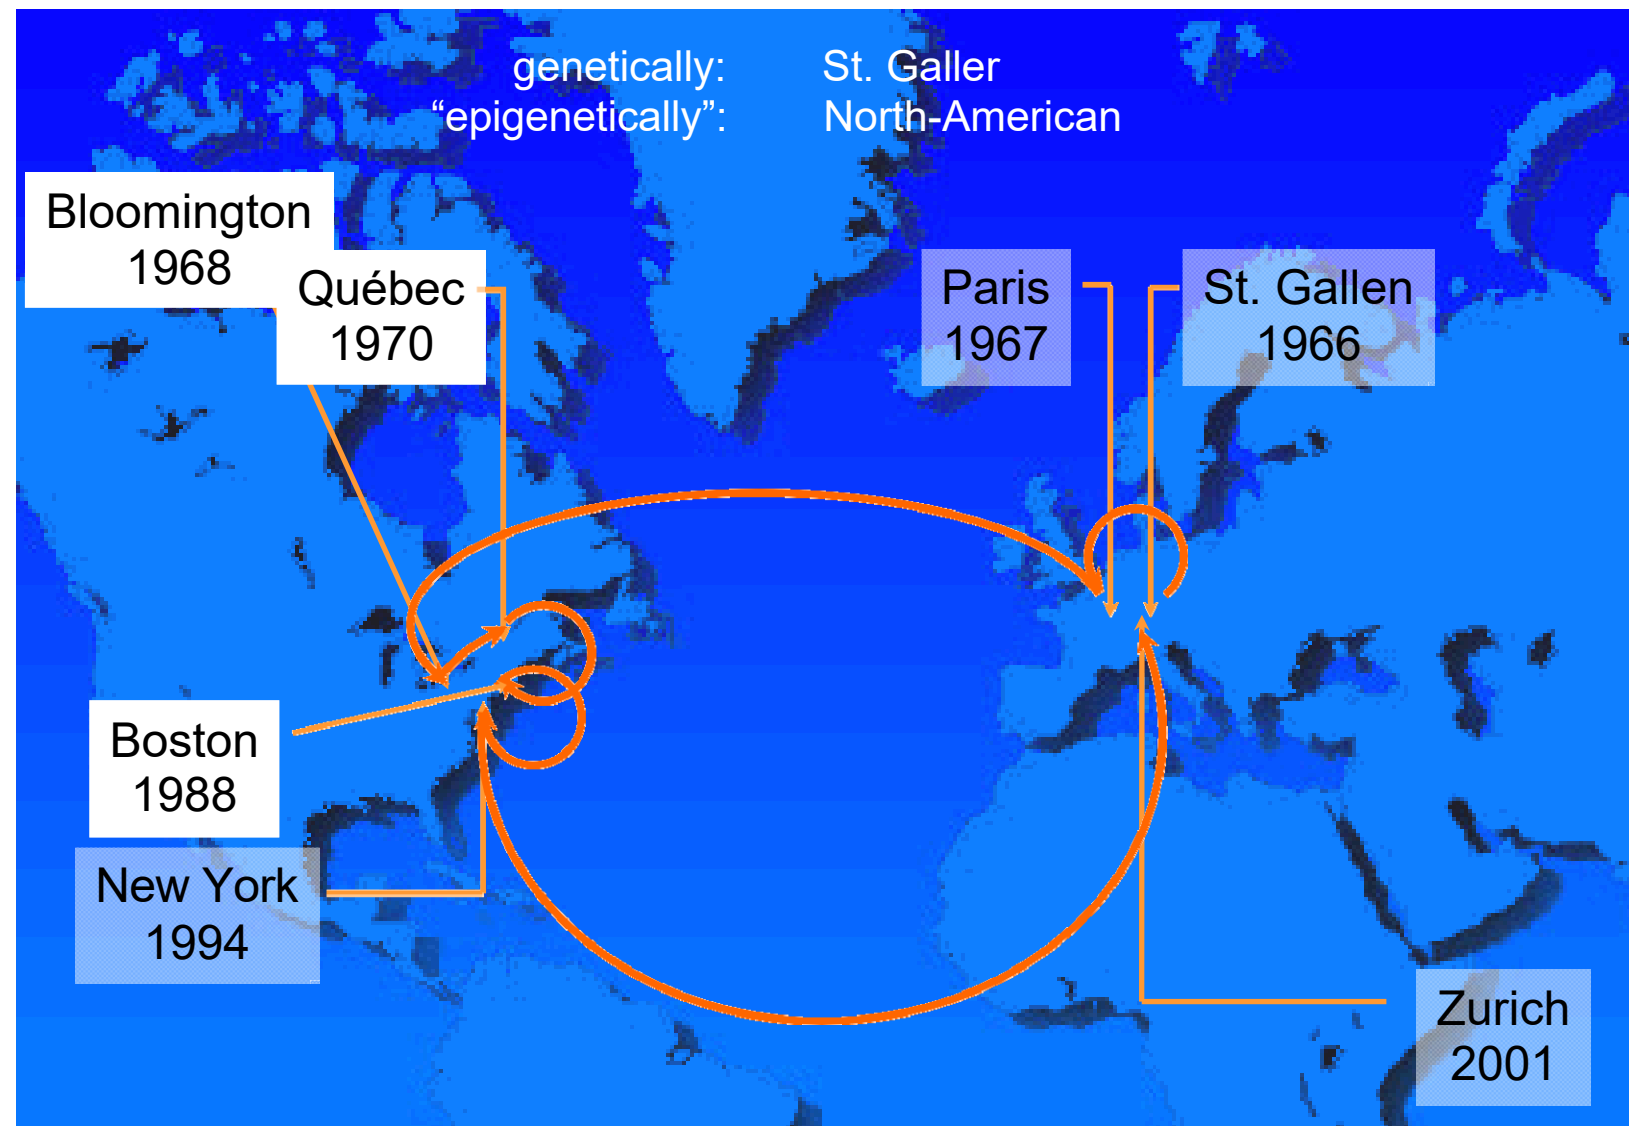 genetically: St. Galler
“epigenetically”: North-American
Bloomington
1968
Québec
1970
Paris
1967
St. Gallen
1966
Boston
1988
New York
1994
Zurich
2001